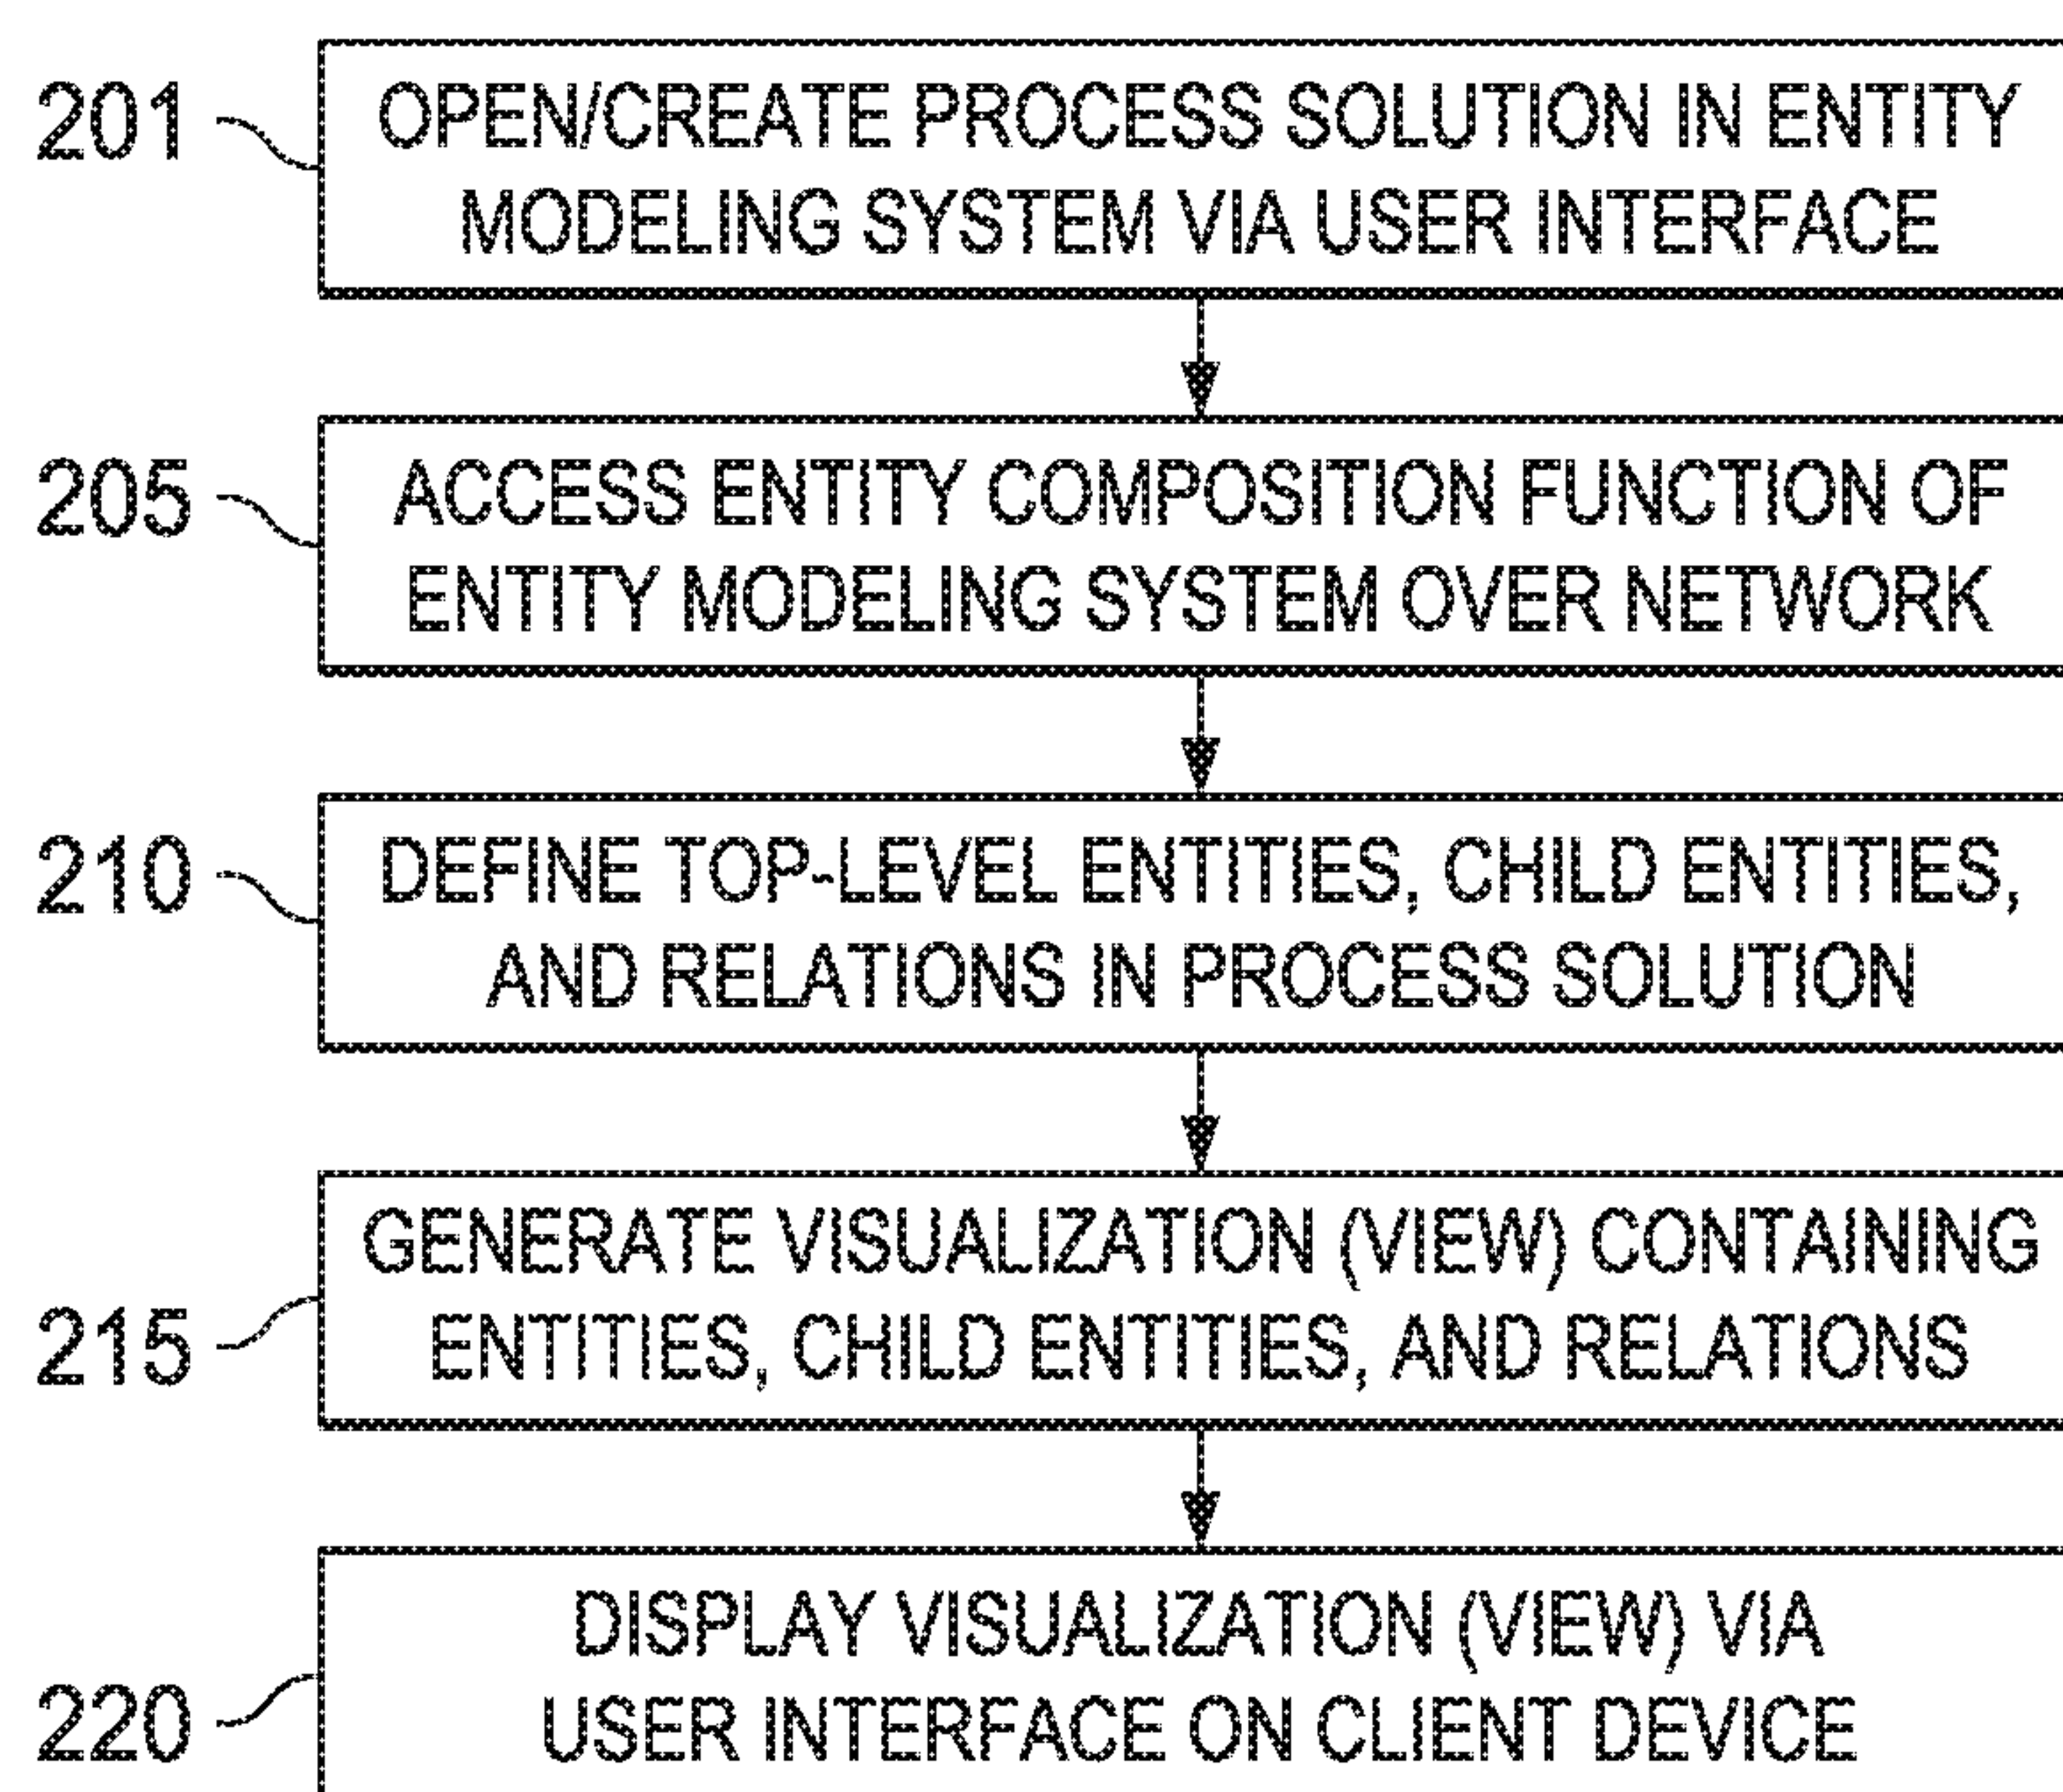 201
OPEN/CREATE PROCESS SOLUTION IN ENTITY
MODELING SYSTEM VIA USER INTERFACE
205
ACCESS ENTITY COMPOSITION FUNCTION OF
ENTITY MODELING SYSTEM OVER NETWORK
210
DEFINE TOP-LEVEL ENTITIES, CHILD ENTITIES,
AND RELATIONS IN PROCESS SOLUTION
215
GENERATE VISUALIZATION (VIEW) CONTAINING
ENTITIES, CHILD ENTITIES, AND RELATIONS
220
DISPLAY VISUALIZATION (VIEW) VIA
USER INTERFACE ON CLIENT DEVICE